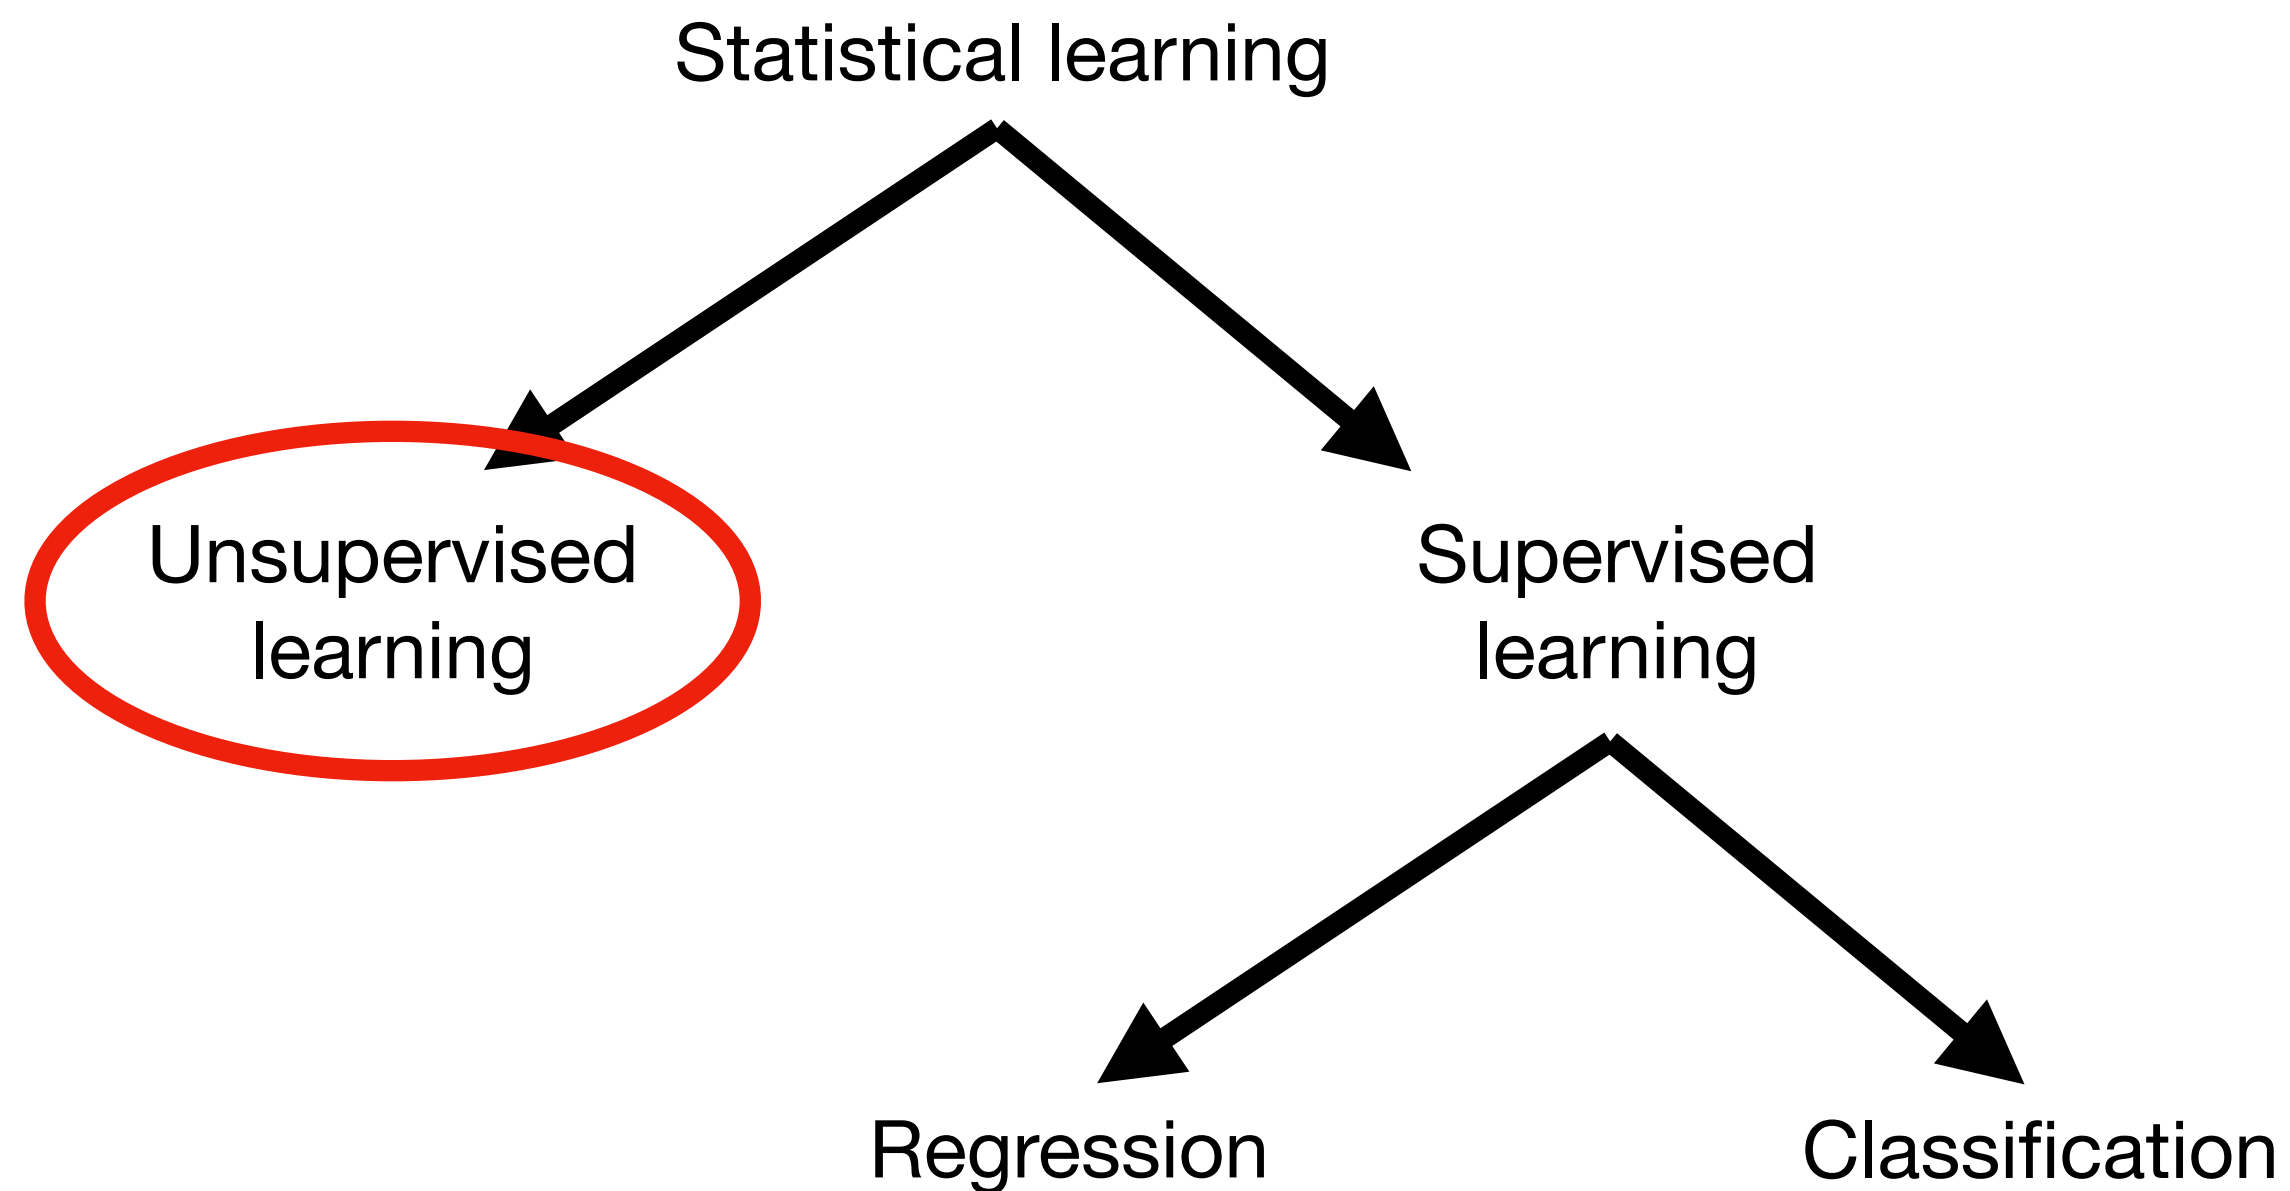 Statistical learning
Unsupervised
learning
Supervised
learning
Regression
Classification